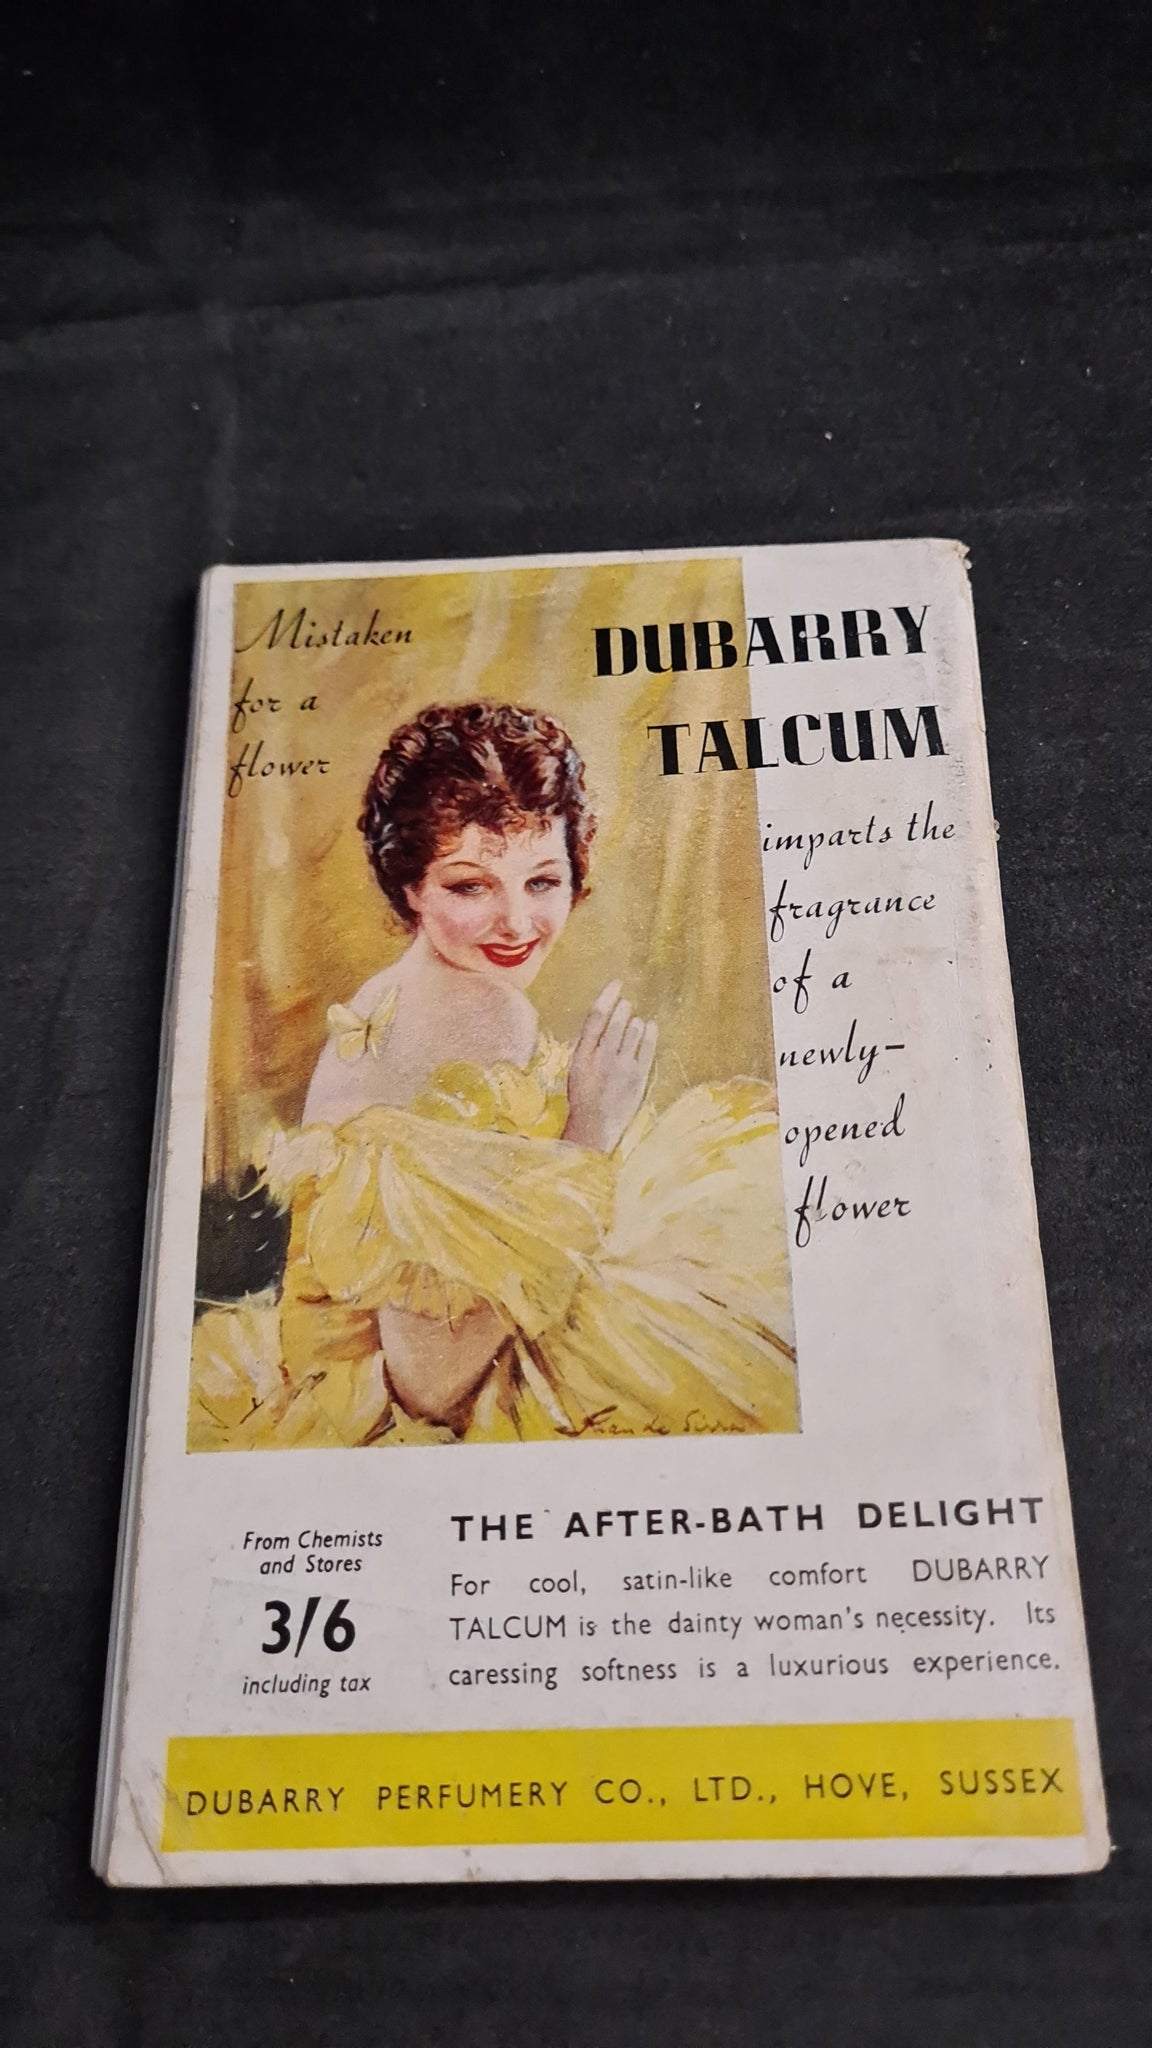 Mistaken
for a
flower
DUBARRY
TALCUM
imparts the
fragrance
of a
newly-
opened
flower
THE AFTER-BATH DELIGHT
For cool, satin-like comfort DUBARRY
TALCUM is the dainty woman's necessity. Its
caressing softness is a luxurious experience.
From Chemists
and Stores
3/6
including tax
DUBARRY PERFUMERY CO., LTD., HOVE, SUSSEX